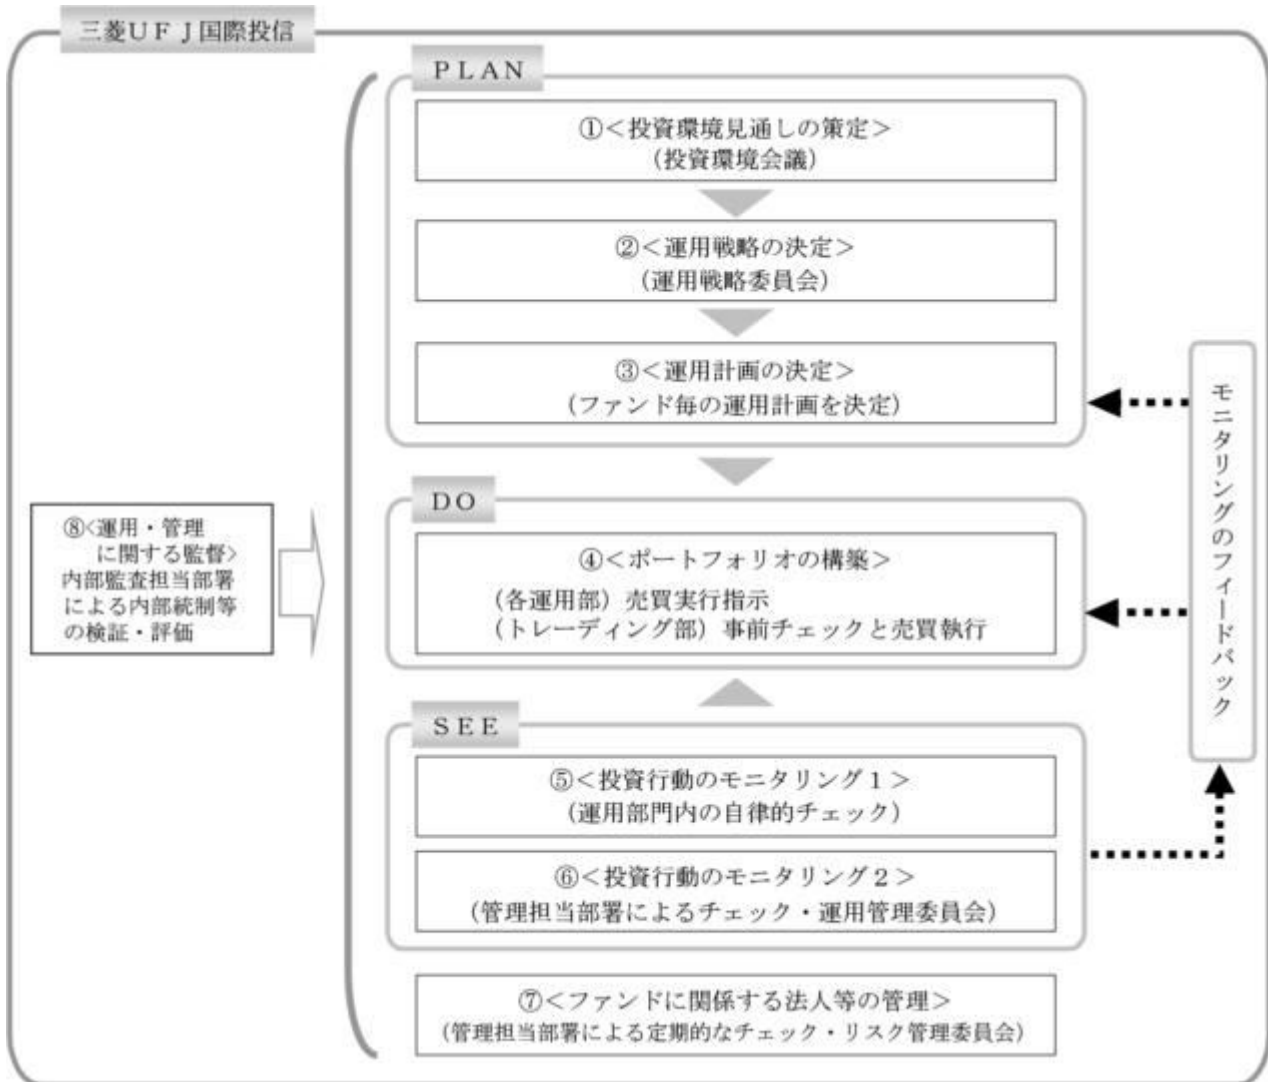 三菱ＵＦＪ国際投信
ＰＬＡＮ
①＜投資環境見通しの策定＞
（投資環境会議）
②＜運用戦略の決定＞
（運用戦略委員会）
③＜運用計画の決定＞
（ファンド毎の運用計画を決定）
ＤＯ
④＜ポートフォリオの構築＞
（各運用部）売買実行指示
（トレーディング部）事前チェックと売買執行
ＳＥＥ
⑤＜投資行動のモニタリング１＞
（運用部門内の自律的チェック）
⑥＜投資行動のモニタリング２＞
（管理担当部署によるチェック・運用管理委員会）
⑦＜ファンドに関係する法人等の管理＞
（管理担当部署による定期的なチェック・リスク管理委員会）
⑧<運用・管理
に関する監督>
内部監査担当部署
による内部統制等
の検証・評価
モニタリングのフィードバック